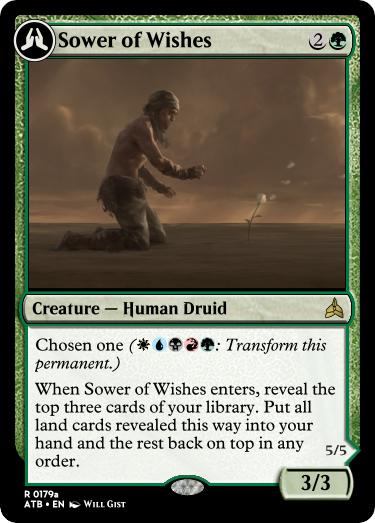 Sower of Wishes 2
Creature — Human Druid
Chosen one (: Transform this
permanent.)
When Sower of Wishes enters, reveal the
top three cards of your library. Put all
land cards revealed this way into your
hand and the rest back on top in any
order.
5/5
3/3
R 0179a
ATB • EN Will Gist